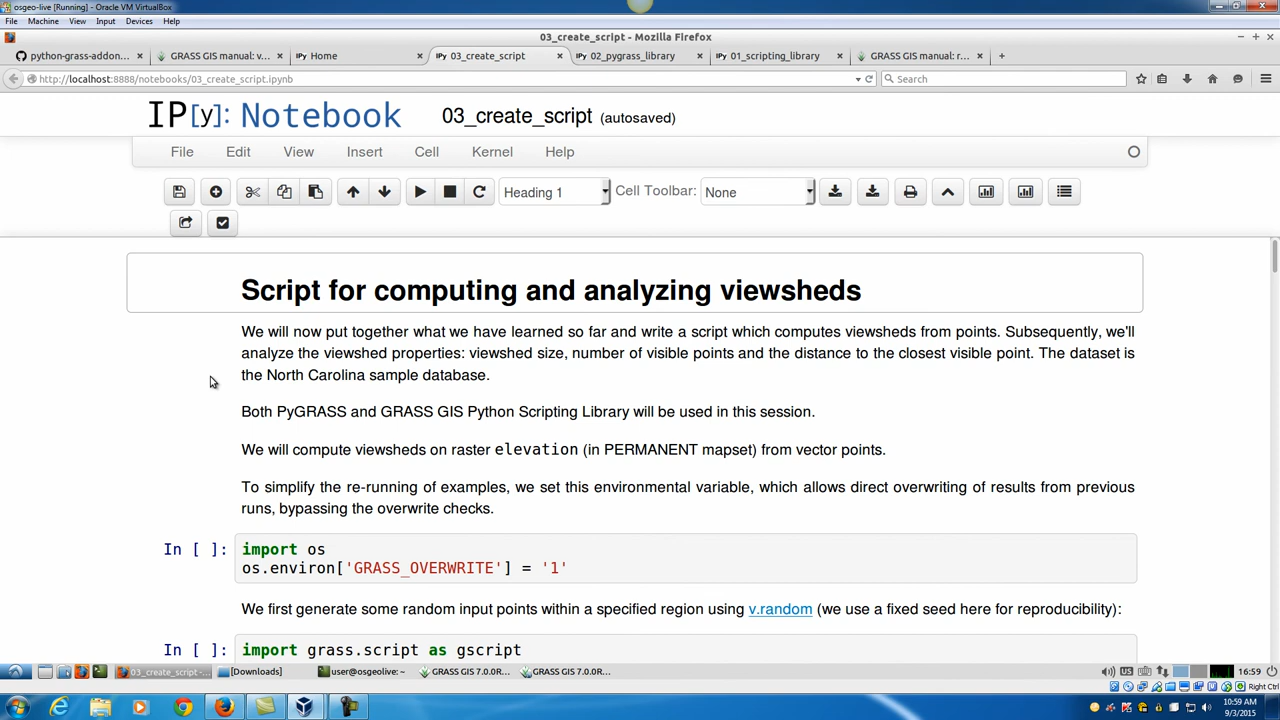 osgeo-live [Running] - Oracle VM VirtualBox
File Machine View Input Devices Help
03_create_script - Mozilla Firefox
python-grass-addon... × GRASS GIS manual: v... × IP[y] Home × IP[y] 03_create_script × IP[y] 02_pygrass_library × IP[y] 01_scripting_library × GRASS GIS manual: r... × +
http://localhost:8888/notebooks/03_create_script.ipynb Search
IP[y]: Notebook 03_create_script (autosaved)
File Edit View Insert Cell Kernel Help
Heading 1 Cell Toolbar: None
Script for computing and analyzing viewsheds
We will now put together what we have learned so far and write a script which computes viewsheds from points. Subsequently, we'll
analyze the viewshed properties: viewshed size, number of visible points and the distance to the closest visible point. The dataset is
the North Carolina sample database.
Both PyGRASS and GRASS GIS Python Scripting Library will be used in this session.
We will compute viewsheds on raster elevation (in PERMANENT mapset) from vector points.
To simplify the re-running of examples, we set this environmental variable, which allows direct overwriting of results from previous
runs, bypassing the overwrite checks.
In [ ]: import os
os.environ['GRASS_OVERWRITE'] = '1'
We first generate some random input points within a specified region using v.random (we use a fixed seed here for reproducibility):
In [ ]: import grass.script as gscript
03_create_script -... [Downloads] user@osgeolive: ~ GRASS GIS 7.0.0R... GRASS GIS 7.0.0R... US 16:59
Right Ctrl
10:59 AM
9/3/2015